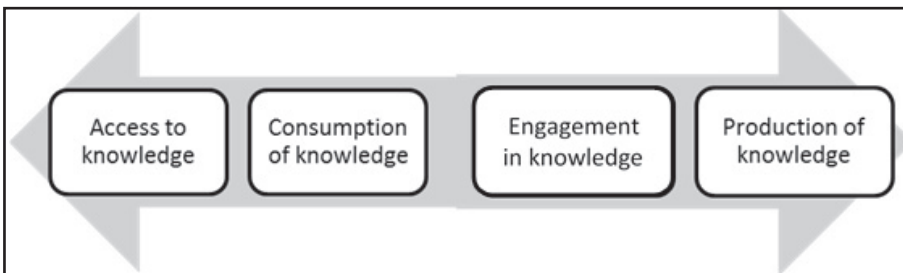 Access to
knowledge
Consumption
of knowledge
Engagement
in knowledge
Production of
knowledge